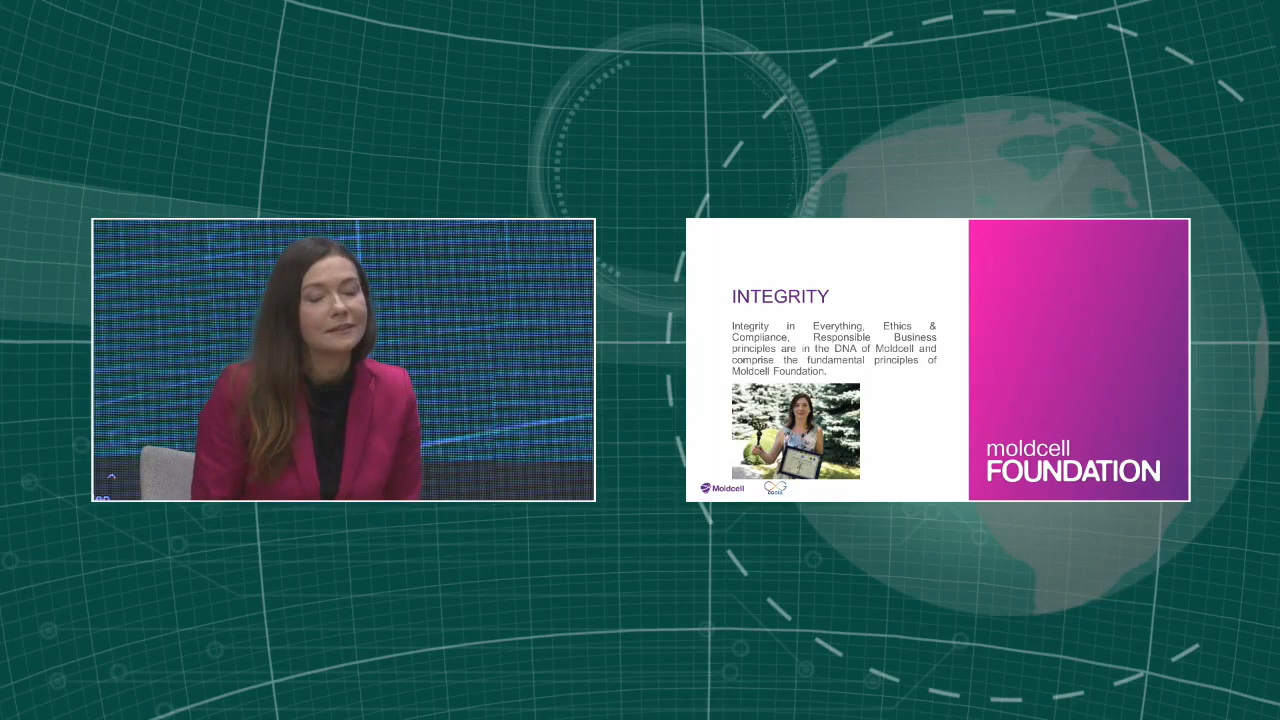 INTEGRITY
Integrity in Everything, Ethics &
Compliance, Responsible Business
principles are in the DNA of Moldcell and
comprise the fundamental principles of
Moldcell Foundation.
Moldcell
moldcell
FOUNDATION